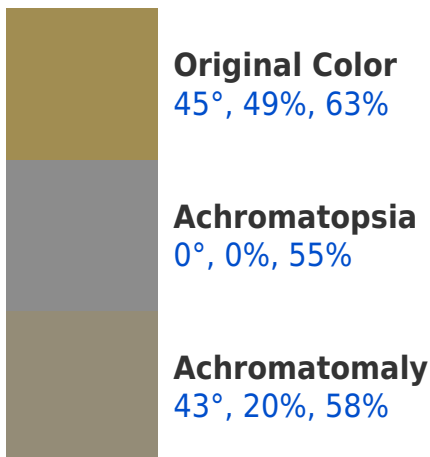 Original Color
45°, 49%, 63%
Achromatopsia
0°, 0%, 55%
Achromatomaly
43°, 20%, 58%